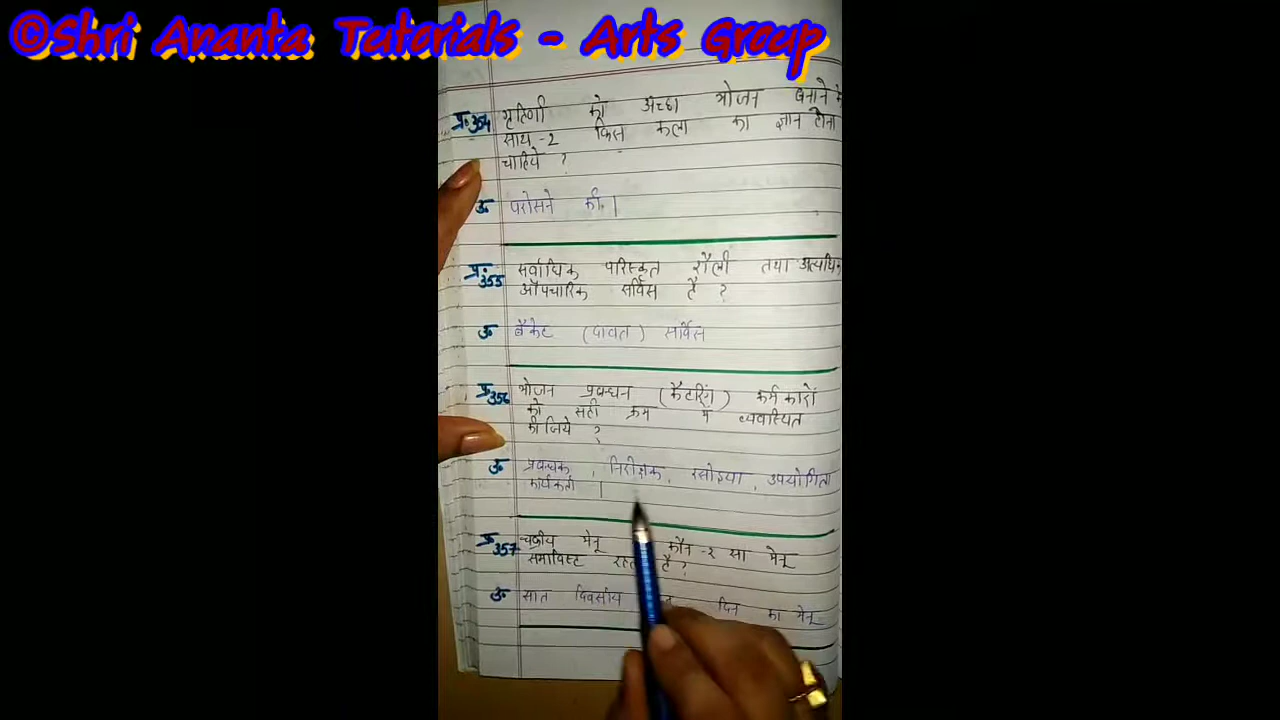 ©Shri Ananta Tutorials - Arts Group
प्र.354 गृहिणी को अच्छा भोजन बनाने के
साथ-2 किस कला का ज्ञान होना
चाहिये ?
उ परोसने की।
प्र.355 सर्वाधिक परिस्कृत शैली तथा अत्यधिक
औपचारिक सर्विस है ?
उ बैंकेट (दावत) सर्विस
प्र.356 भोजन प्रबन्धन (कैटरिंग) कर्मकारों
को सही क्रम में व्यवस्थित
कीजिये ?
उ प्रबन्धक, निरीक्षक, रसोइया, उपयोगिता
कार्यकर्ता ।
प्र.357 चक्रीय मेनू कौन-2 सा मेनू
समाविष्ट है ?
उ सात दिवसीय दिन का मेनू